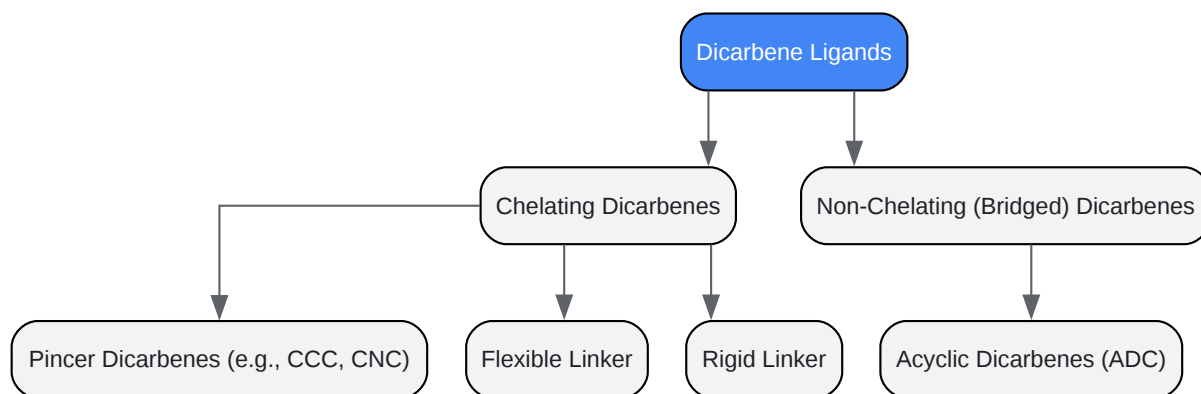 Dicarbene Ligands
Chelating Dicarbenes
Non-Chelating (Bridged) Dicarbenes
Pincer Dicarbenes (e.g., CCC, CNC)
Flexible Linker
Rigid Linker
Acyclic Dicarbenes (ADC)